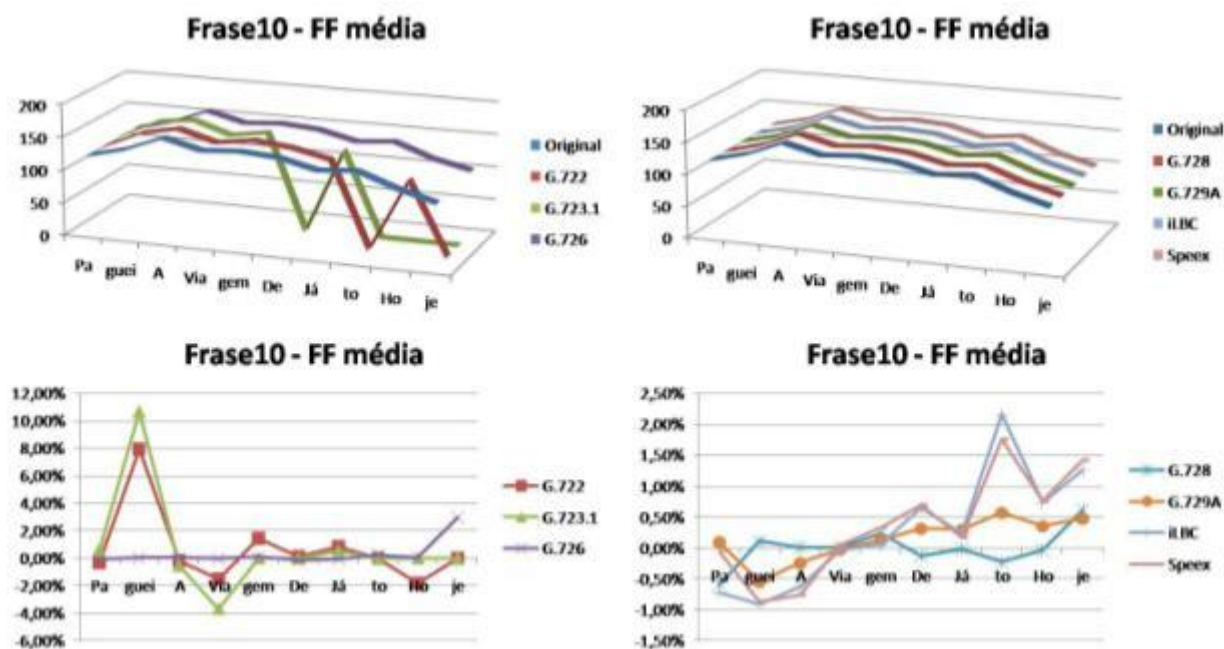 Frase10 - FF média
200
150
100
50
0
Pa guei A Via gem De Já to Ho je
Original
G.722
G.723.1
G.726
Frase10 - FF média
200
150
100
50
0
Pa guei A Via gem De Já to Ho je
Original
G.728
G.729A
iLBC
Speex
Frase10 - FF média
12,00%
10,00%
8,00%
6,00%
4,00%
2,00%
0,00%
-2,00%
-4,00%
-6,00%
Pa guei A Via gem De Já to Ho je
G.722
G.723.1
G.726
Frase10 - FF média
2,50%
2,00%
1,50%
1,00%
0,50%
0,00%
-0,50%
-1,00%
-1,50%
Pa guei A Via gem De Já to Ho je
G.728
G.729A
iLBC
Speex